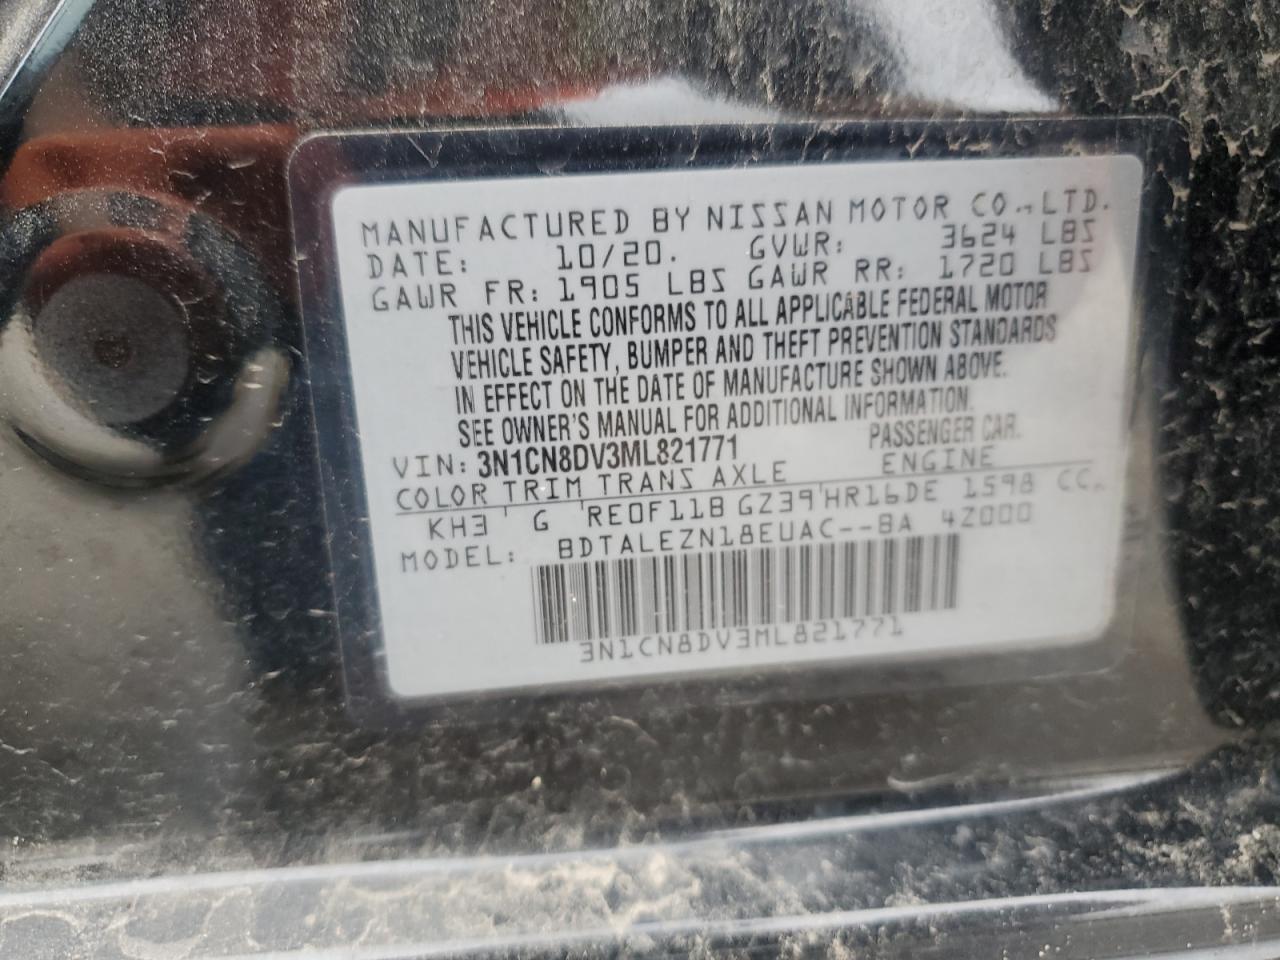 MANUFACTURED BY NISSAN MOTOR CO., LTD.
DATE: 10/20. GVWR: 3624 LBS
GAWR FR: 1905 LBS GAWR RR: 1720 LBS
THIS VEHICLE CONFORMS TO ALL APPLICABLE FEDERAL MOTOR
VEHICLE SAFETY, BUMPER AND THEFT PREVENTION STANDARDS
IN EFFECT ON THE DATE OF MANUFACTURE SHOWN ABOVE.
SEE OWNER'S MANUAL FOR ADDITIONAL INFORMATION.
VIN: 3N1CN8DV3ML821771 PASSENGER CAR.
COLOR TRIM TRANS AXLE ENGINE
KH3 ' G ' RE0F11B GZ39 ' HR16DE 1598 CC.
MODEL: BDTALEZN18EUAC--BA 4Z000
3N1CN8DV3ML821771